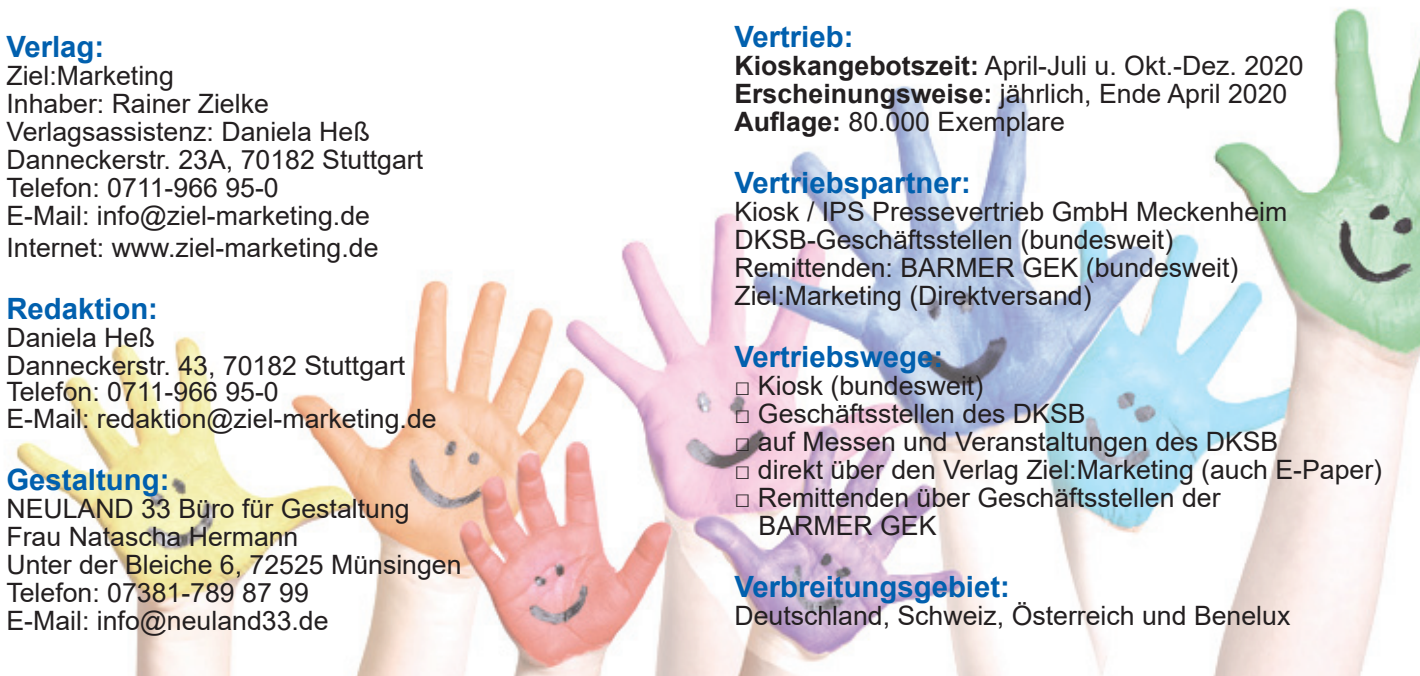 Verlag:
Ziel:Marketing
Inhaber: Rainer Zielke
Verlagsassistenz: Daniela Heß
Danneckerstr. 23A, 70182 Stuttgart
Telefon: 0711-966 95-0
E-Mail: info@ziel-marketing.de
Internet: www.ziel-marketing.de
Redaktion:
Daniela Heß
Danneckerstr. 43, 70182 Stuttgart
Telefon: 0711-966 95-0
E-Mail: redaktion@ziel-marketing.de
Gestaltung:
NEULAND 33 Büro für Gestaltung
Frau Natascha Hermann
Unter der Bleiche 6, 72525 Münsingen
Telefon: 07381-789 87 99
E-Mail: info@neuland33.de
Vertrieb:
Kioskangebotszeit: April-Juli u. Okt.-Dez. 2020
Erscheinungsweise: jährlich, Ende April 2020
Auflage: 80.000 Exemplare
Vertriebspartner:
Kiosk / IPS Pressevertrieb GmbH Meckenheim
DKSB-Geschäftsstellen (bundesweit)
Remittenden: BARMER GEK (bundesweit)
Ziel:Marketing (Direktversand)
Vertriebswege:
□ Kiosk (bundesweit)
□ Geschäftsstellen des DKSB
□ auf Messen und Veranstaltungen des DKSB
□ direkt über den Verlag Ziel:Marketing (auch E-Paper)
□ Remittenden über Geschäftsstellen der
BARMER GEK
Verbreitungsgebiet:
Deutschland, Schweiz, Österreich und Benelux